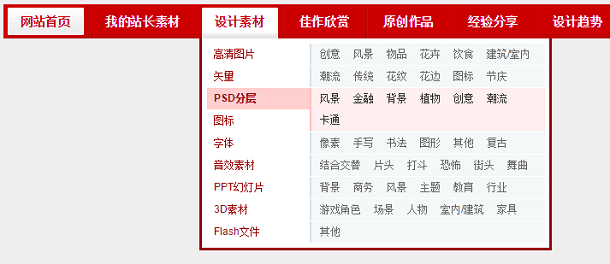 网站首页 我的站长素材 设计素材 佳作欣赏 原创作品 经验分享 设计趋势
高清图片 创意 风景 物品 花卉 饮食 建筑/室内
矢量 潮流 传统 花纹 花边 图标 节庆
PSD分层 风景 金融 背景 植物 创意 潮流
图标 卡通
字体 像素 手写 书法 图形 其他 复古
音效素材 结合交替 片头 打斗 恐怖 街头 舞曲
PPT幻灯片 背景 商务 风景 主题 教育 行业
3D素材 游戏角色 场景 人物 室内/建筑 家具
Flash文件 其他